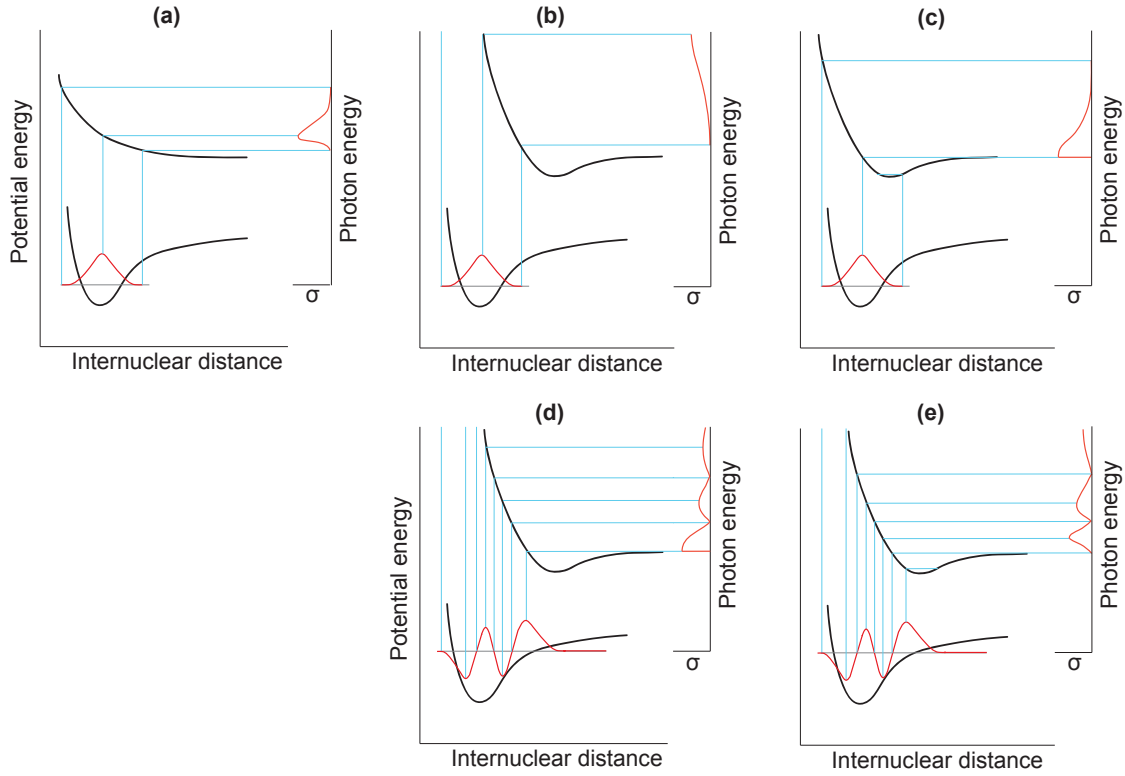 (a)
(b)
(c)
Potential energy
Photon energy
Photon energy
Photon energy
σ
σ
σ
Internuclear distance
Internuclear distance
Internuclear distance
(d)
(e)
Potential energy
Photon energy
Photon energy
σ
σ
Internuclear distance
Internuclear distance